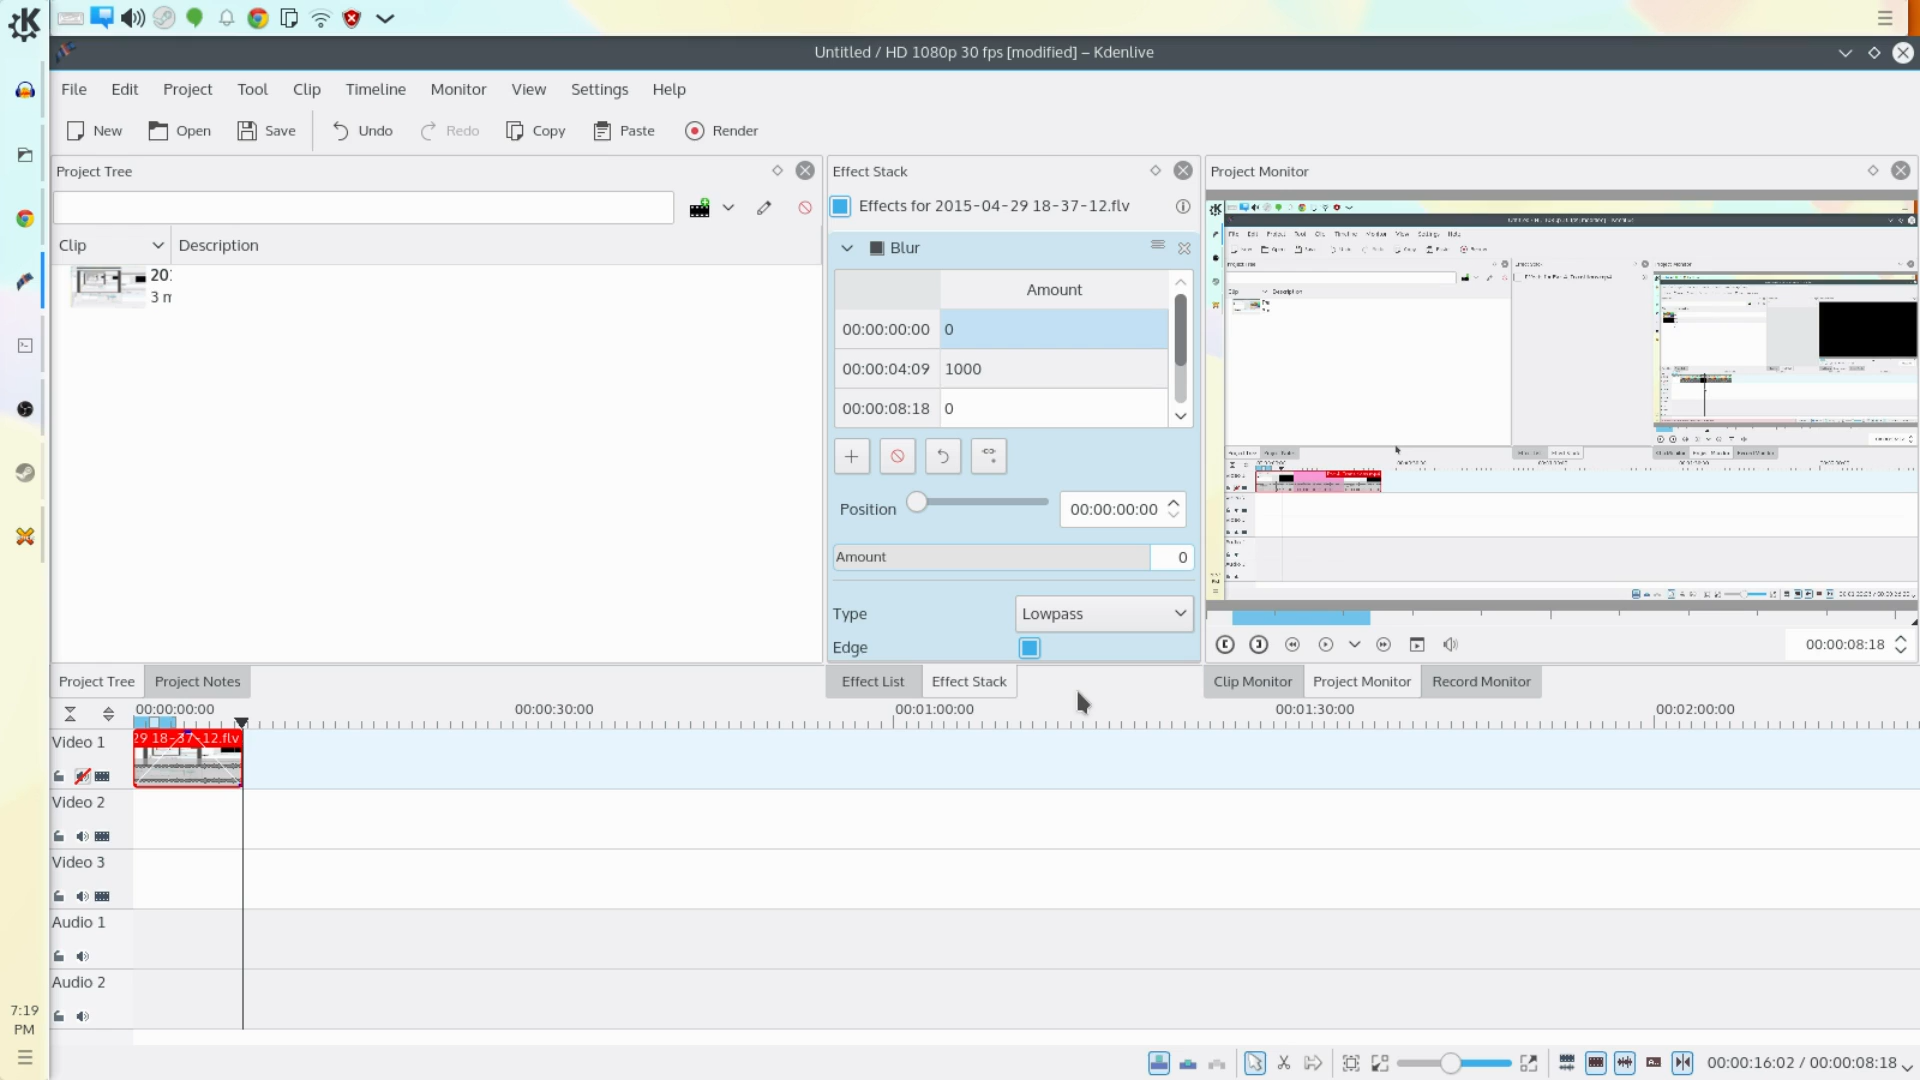 Untitled / HD 1080p 30 fps [modified] – Kdenlive
File Edit Project Tool Clip Timeline Monitor View Settings Help
New Open Save Undo Redo Copy Paste Render
Project Tree
Effect Stack
Project Monitor
Effects for 2015-04-29 18-37-12.flv
Clip Description
Blur
Amount
00:00:00:00 0
00:00:04:09 1000
00:00:08:18 0
Position 00:00:00:00
Amount 0
Type Lowpass
Edge
00:00:08:18
Project Tree Project Notes
Effect List Effect Stack
Clip Monitor Project Monitor Record Monitor
00:00:00:00 00:00:30:00 00:01:00:00 00:01:30:00 00:02:00:00
Video 1
29 18-37-12.flv
Video 2
Video 3
Audio 1
Audio 2
7:19
PM
00:00:16:02 / 00:00:08:18